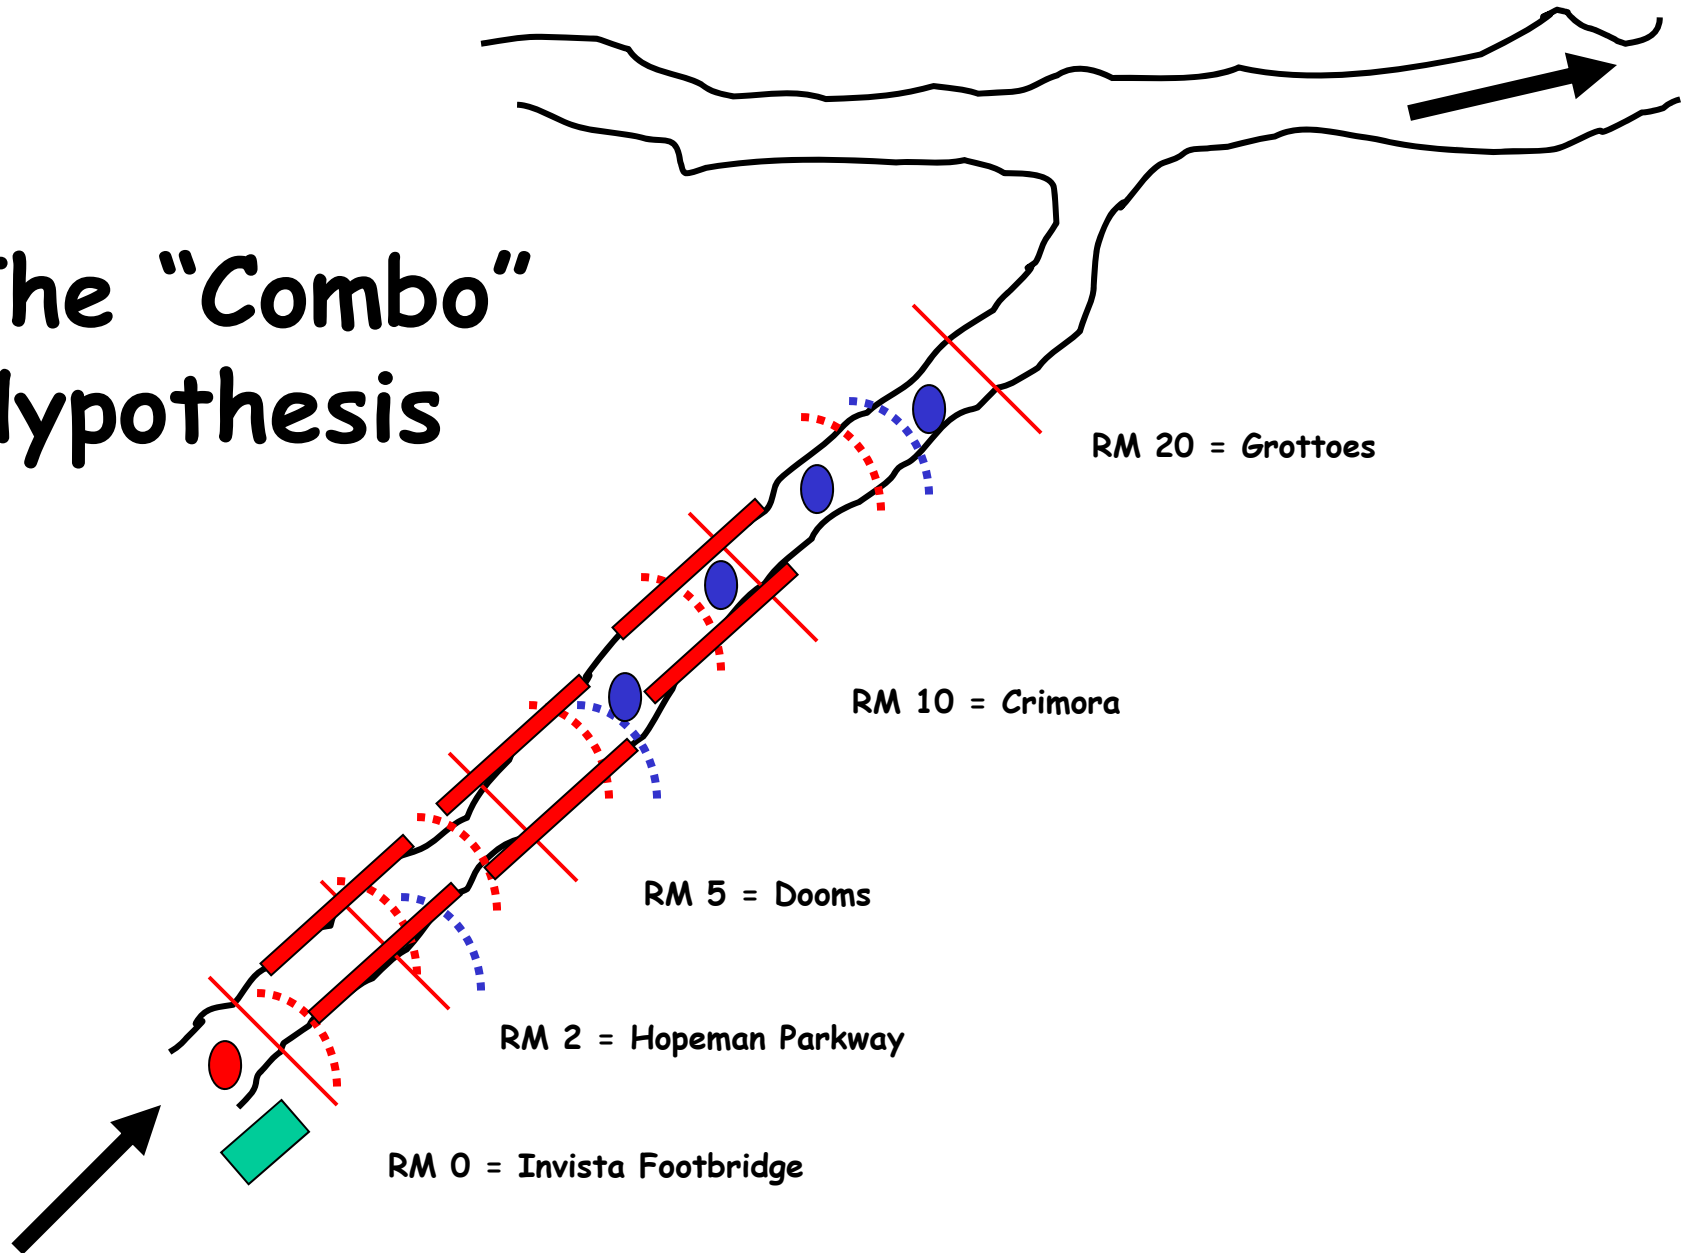 he “Combo”
ypothesis
RM 20 = Grottoes
RM 10 = Crimora
RM 5 = Dooms
RM 2 = Hopeman Parkway
RM 0 = Invista Footbridge